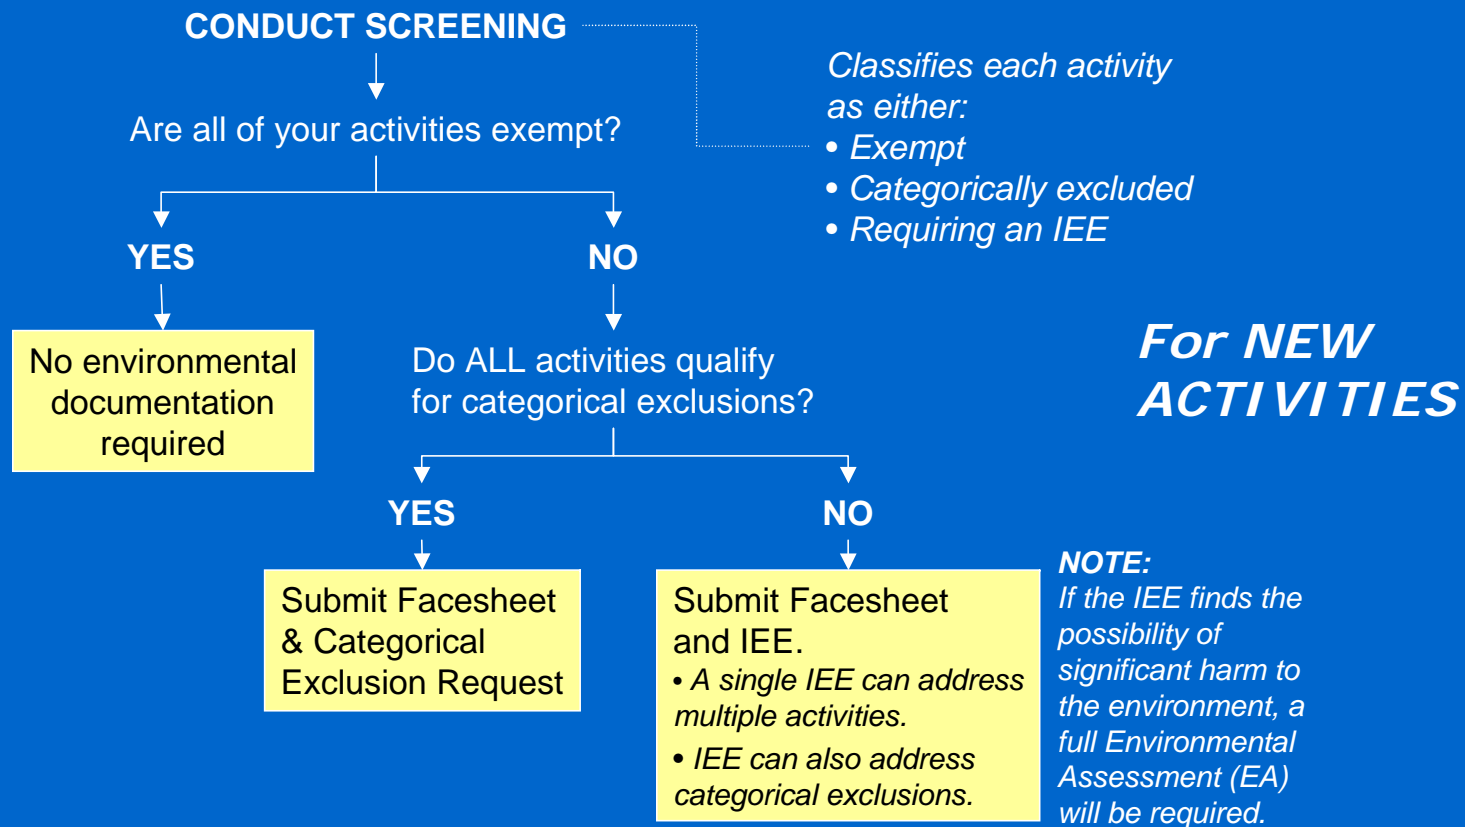 CONDUCT SCREENING
Classifies each activity
as either:
• Exempt
• Categorically excluded
• Requiring an IEE
Are all of your activities exempt?
YES
NO
No environmental
documentation
required
Do ALL activities qualify
for categorical exclusions?
For NEW
ACTIVITIES
YES
NO
Submit Facesheet
& Categorical
Exclusion Request
Submit Facesheet
and IEE.
• A single IEE can address
multiple activities.
• IEE can also address
categorical exclusions.
NOTE:
If the IEE finds the
possibility of
significant harm to
the environment, a
full Environmental
Assessment (EA)
will be required.